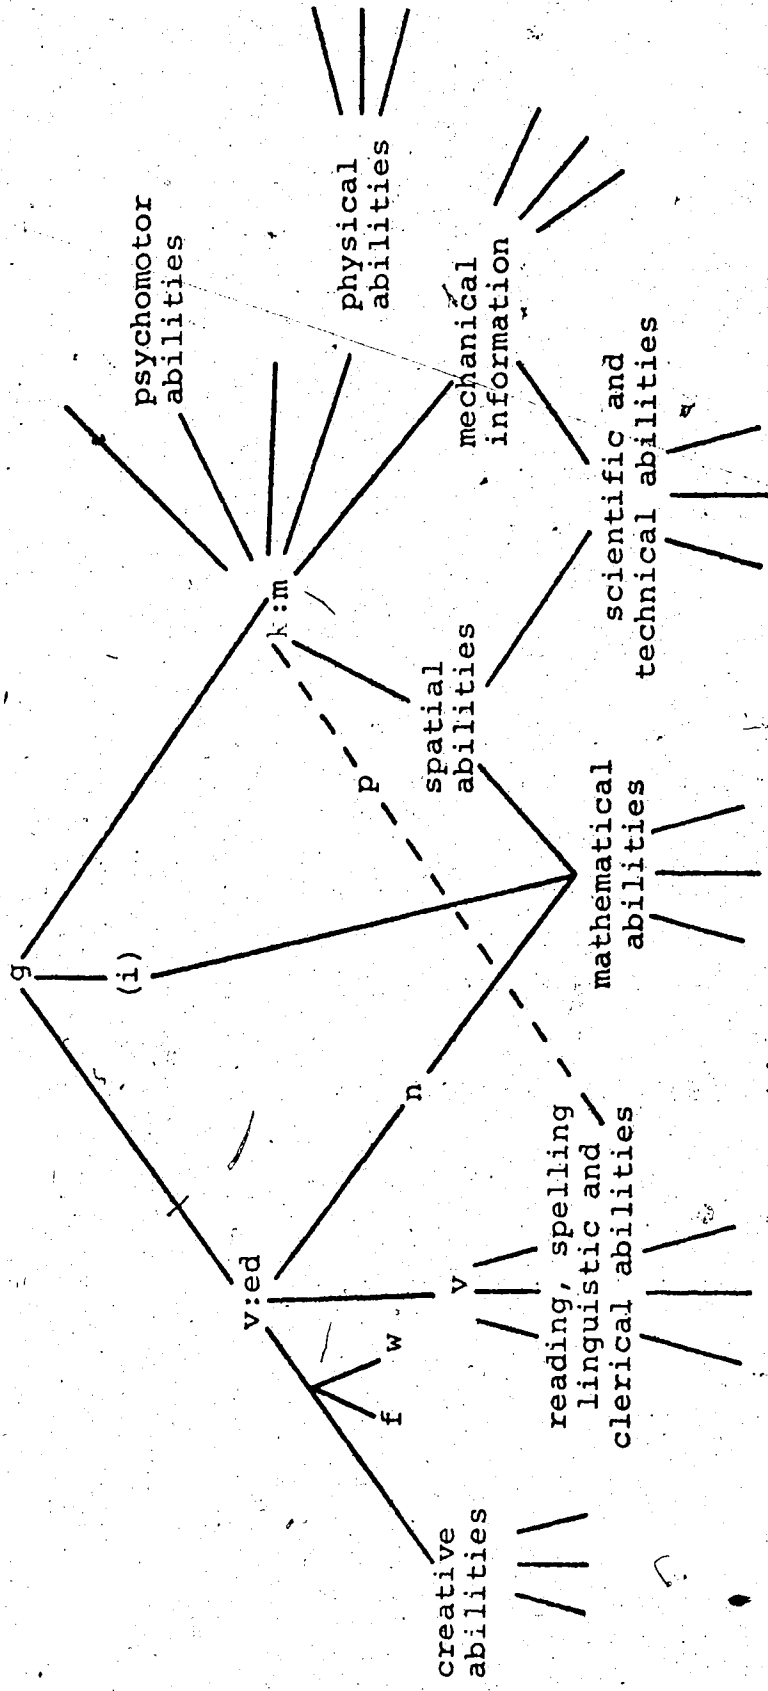 g
(i)
v:ed
k:m
psychomotor
abilities
physical
abilities
f
w
n
p
v
creative
abilities
reading, spelling
linguistic and
clerical abilities
mathematical
abilities
spatial
abilities
mechanical
information
scientific and
technical abilities